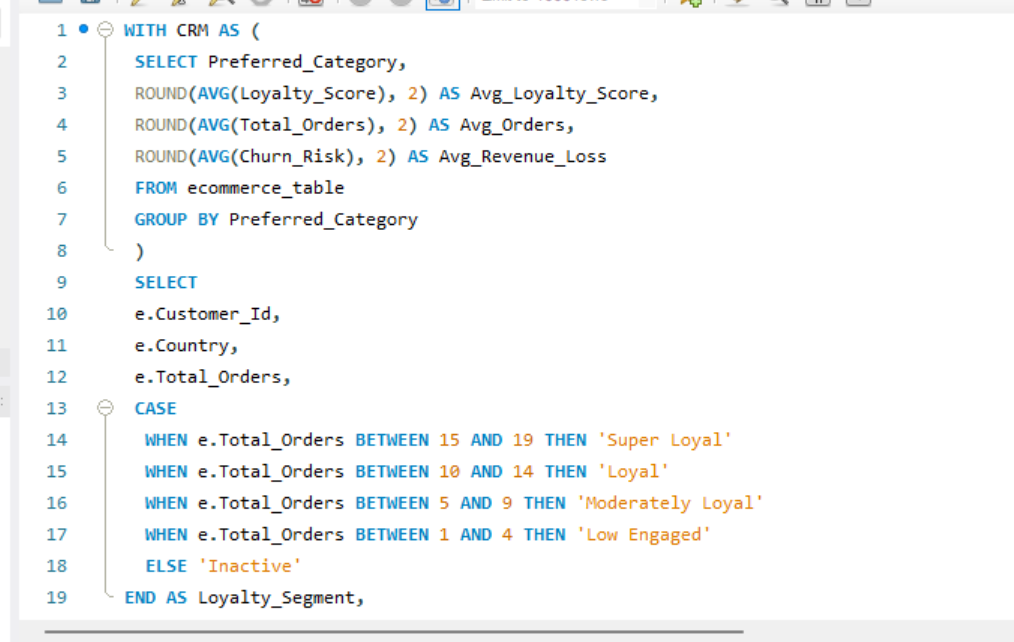 1 WITH CRM AS (
2 SELECT Preferred_Category,
3 ROUND(AVG(Loyalty_Score), 2) AS Avg_Loyalty_Score,
4 ROUND(AVG(Total_Orders), 2) AS Avg_Orders,
5 ROUND(AVG(Churn_Risk), 2) AS Avg_Revenue_Loss
6 FROM ecommerce_table
7 GROUP BY Preferred_Category
8 )
9 SELECT
10 e.Customer_Id,
11 e.Country,
12 e.Total_Orders,
13 CASE
14 WHEN e.Total_Orders BETWEEN 15 AND 19 THEN 'Super Loyal'
15 WHEN e.Total_Orders BETWEEN 10 AND 14 THEN 'Loyal'
16 WHEN e.Total_Orders BETWEEN 5 AND 9 THEN 'Moderately Loyal'
17 WHEN e.Total_Orders BETWEEN 1 AND 4 THEN 'Low Engaged'
18 ELSE 'Inactive'
19 END AS Loyalty_Segment,